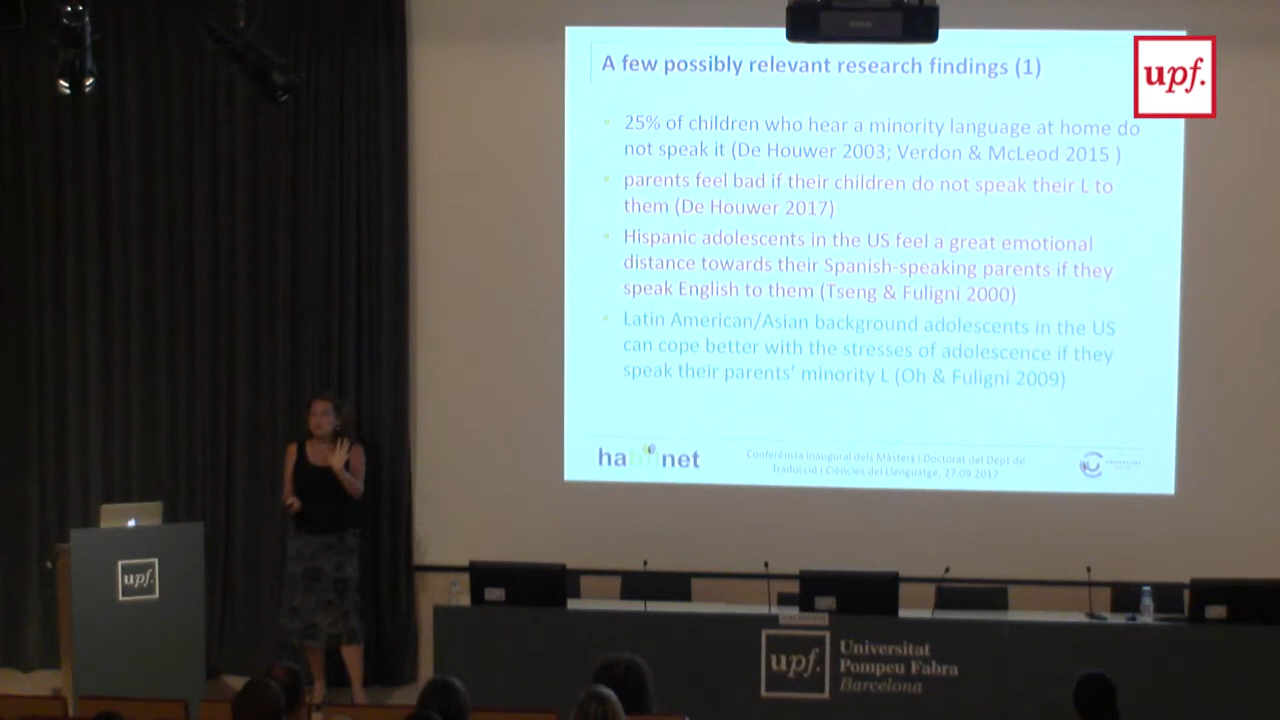 A few possibly relevant research findings (1)
upf.
25% of children who hear a minority language at home do
not speak it (De Houwer 2003; Verdon & McLeod 2015 )
parents feel bad if their children do not speak their L to
them (De Houwer 2017)
Hispanic adolescents in the US feel a great emotional
distance towards their Spanish-speaking parents if they
speak English to them (Tseng & Fuligni 2000)
Latin American/Asian background adolescents in the US
can cope better with the stresses of adolescence if they
speak their parents' minority L (Oh & Fuligni 2009)
habilnet
Conferència inaugural dels Màsters i Doctorat del Dept de
Traducció i Ciències del Llenguatge, 27.09.2017
upf.
upf.
Universitat
Pompeu Fabra
Barcelona